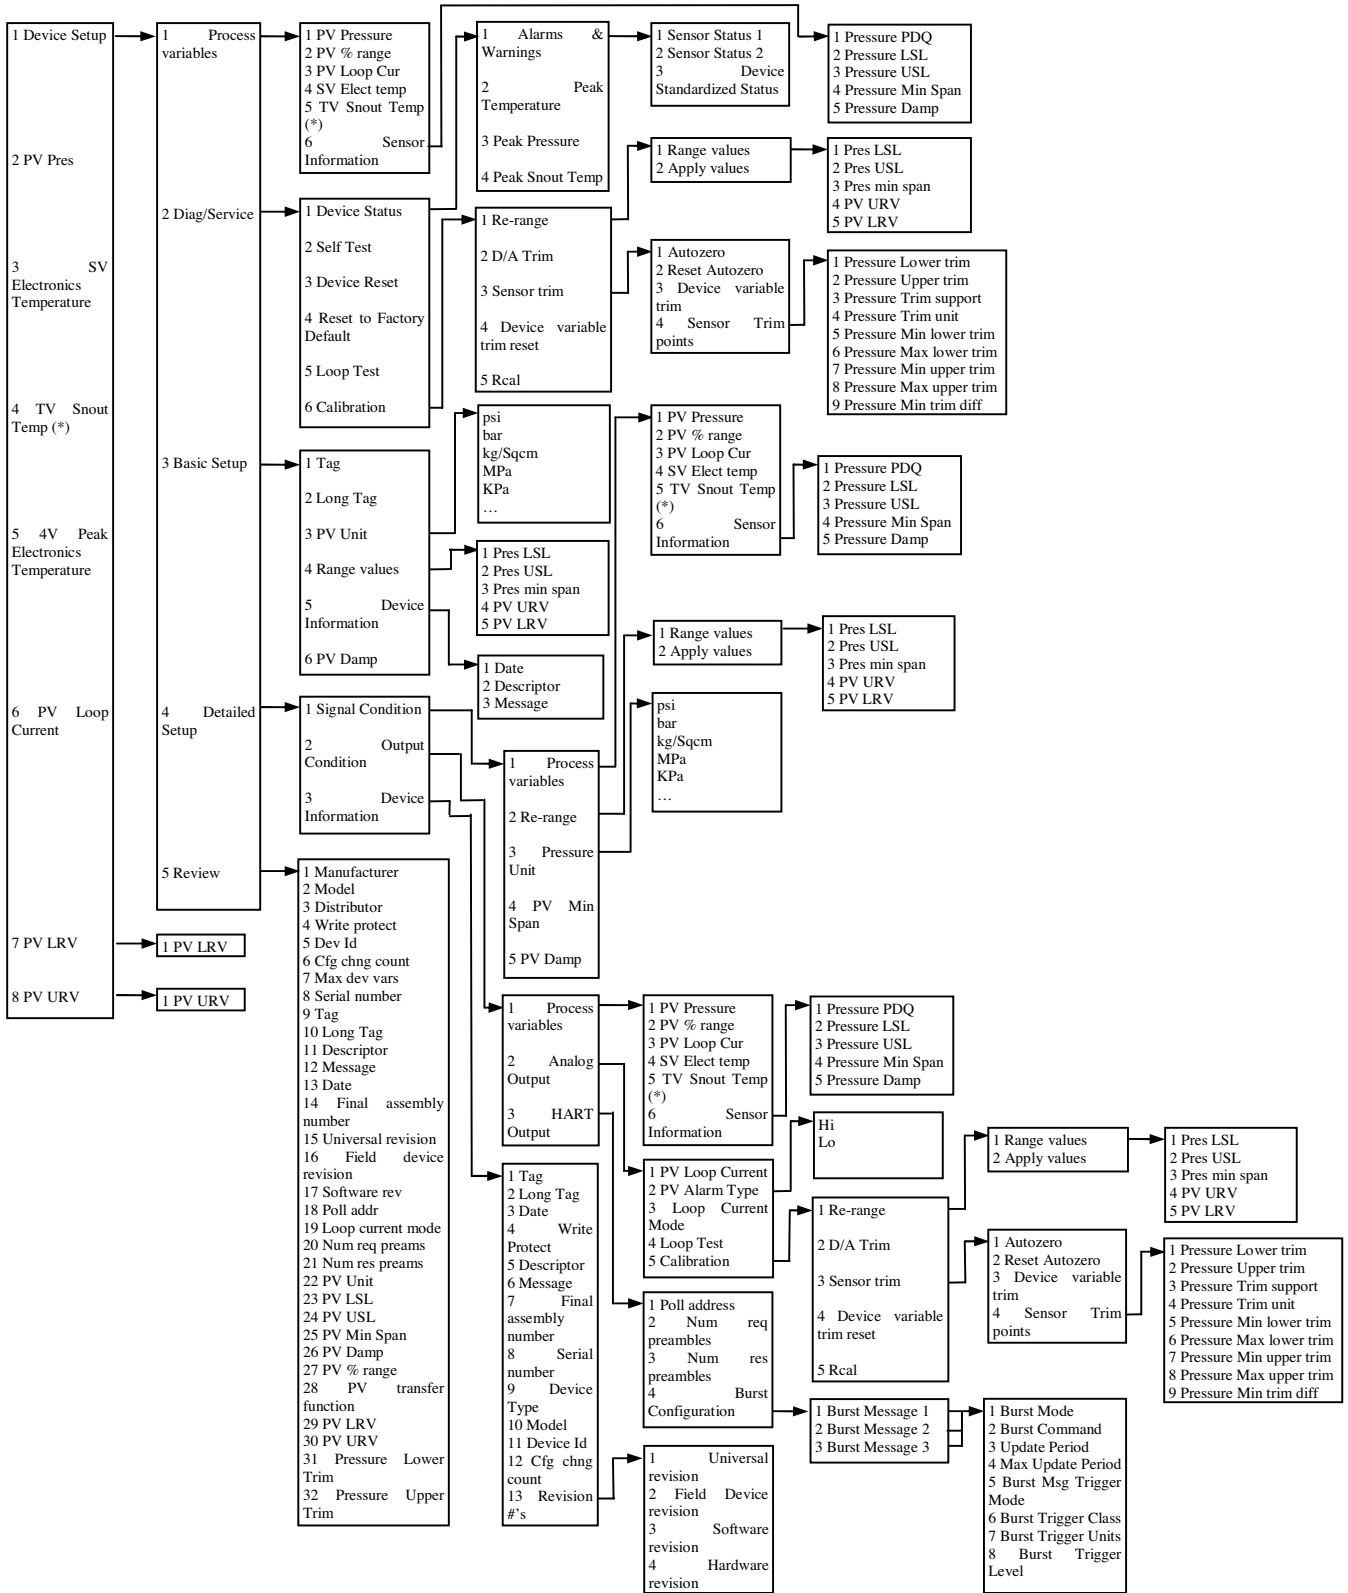 1 Device Setup
2 PV Pres
3 SV
Electronics
Temperature
4 TV Snout
Temp (*)
5 4V Peak
Electronics
Temperature
6 PV Loop
Current
7 PV LRV
8 PV URV
1 Process
variables
2 Diag/Service
3 Basic Setup
4 Detailed
Setup
5 Review
1 PV LRV
1 PV URV
1 PV Pressure
2 PV % range
3 PV Loop Cur
4 SV Elect temp
5 TV Snout Temp
(*)
6 Sensor
Information
1 Device Status
2 Self Test
3 Device Reset
4 Reset to Factory
Default
5 Loop Test
6 Calibration
1 Tag
2 Long Tag
3 PV Unit
4 Range values
5 Device
Information
6 PV Damp
1 Signal Condition
2 Output
Condition
3 Device
Information
1 Manufacturer
2 Model
3 Distributor
4 Write protect
5 Dev Id
6 Cfg chng count
7 Max dev vars
8 Serial number
9 Tag
10 Long Tag
11 Descriptor
12 Message
13 Date
14 Final assembly
number
15 Universal revision
16 Field device
revision
17 Software rev
18 Poll addr
19 Loop current mode
20 Num req preams
21 Num res preams
22 PV Unit
23 PV LSL
24 PV USL
25 PV Min Span
26 PV Damp
27 PV % range
28 PV transfer
function
29 PV LRV
30 PV URV
31 Pressure Lower
Trim
32 Pressure Upper
Trim
1 Alarms &
Warnings
2 Peak
Temperature
3 Peak Pressure
4 Peak Snout Temp
1 Re-range
2 D/A Trim
3 Sensor trim
4 Device variable
trim reset
5 Rcal
psi
bar
kg/Sqcm
MPa
KPa
…
1 Pres LSL
2 Pres USL
3 Pres min span
4 PV URV
5 PV LRV
1 Date
2 Descriptor
3 Message
1 Process
variables
2 Re-range
3 Pressure
Unit
4 PV Min
Span
5 PV Damp
1 Process
variables
2 Analog
Output
3 HART
Output
1 Tag
2 Long Tag
3 Date
4 Write
Protect
5 Descriptor
6 Message
7 Final
assembly
number
8 Serial
number
9 Device
Type
10 Model
11 Device Id
12 Cfg chng
count
13 Revision
#'s
1 Sensor Status 1
2 Sensor Status 2
3 Device
Standardized Status
1 Range values
2 Apply values
1 Autozero
2 Reset Autozero
3 Device variable
trim
4 Sensor Trim
points
1 PV Pressure
2 PV % range
3 PV Loop Cur
4 SV Elect temp
5 TV Snout Temp
(*)
6 Sensor
Information
1 Range values
2 Apply values
psi
bar
kg/Sqcm
MPa
KPa
…
1 PV Pressure
2 PV % range
3 PV Loop Cur
4 SV Elect temp
5 TV Snout Temp
(*)
6 Sensor
Information
1 PV Loop Current
2 PV Alarm Type
3 Loop Current
Mode
4 Loop Test
5 Calibration
1 Poll address
2 Num req
preambles
3 Num res
preambles
4 Burst
Configuration
1 Universal
revision
2 Field Device
revision
3 Software
revision
4 Hardware
revision
1 Pressure PDQ
2 Pressure LSL
3 Pressure USL
4 Pressure Min Span
5 Pressure Damp
1 Pres LSL
2 Pres USL
3 Pres min span
4 PV URV
5 PV LRV
1 Pressure Lower trim
2 Pressure Upper trim
3 Pressure Trim support
4 Pressure Trim unit
5 Pressure Min lower trim
6 Pressure Max lower trim
7 Pressure Min upper trim
8 Pressure Max upper trim
9 Pressure Min trim diff
1 Pressure PDQ
2 Pressure LSL
3 Pressure USL
4 Pressure Min Span
5 Pressure Damp
1 Pres LSL
2 Pres USL
3 Pres min span
4 PV URV
5 PV LRV
1 Pressure PDQ
2 Pressure LSL
3 Pressure USL
4 Pressure Min Span
5 Pressure Damp
Hi
Lo
1 Re-range
2 D/A Trim
3 Sensor trim
4 Device variable
trim reset
5 Rcal
1 Burst Message 1
2 Burst Message 2
3 Burst Message 3
1 Range values
2 Apply values
1 Autozero
2 Reset Autozero
3 Device variable
trim
4 Sensor Trim
points
1 Burst Mode
2 Burst Command
3 Update Period
4 Max Update Period
5 Burst Msg Trigger
Mode
6 Burst Trigger Class
7 Burst Trigger Units
8 Burst Trigger
Level
1 Pres LSL
2 Pres USL
3 Pres min span
4 PV URV
5 PV LRV
1 Pressure Lower trim
2 Pressure Upper trim
3 Pressure Trim support
4 Pressure Trim unit
5 Pressure Min lower trim
6 Pressure Max lower trim
7 Pressure Min upper trim
8 Pressure Max upper trim
9 Pressure Min trim diff